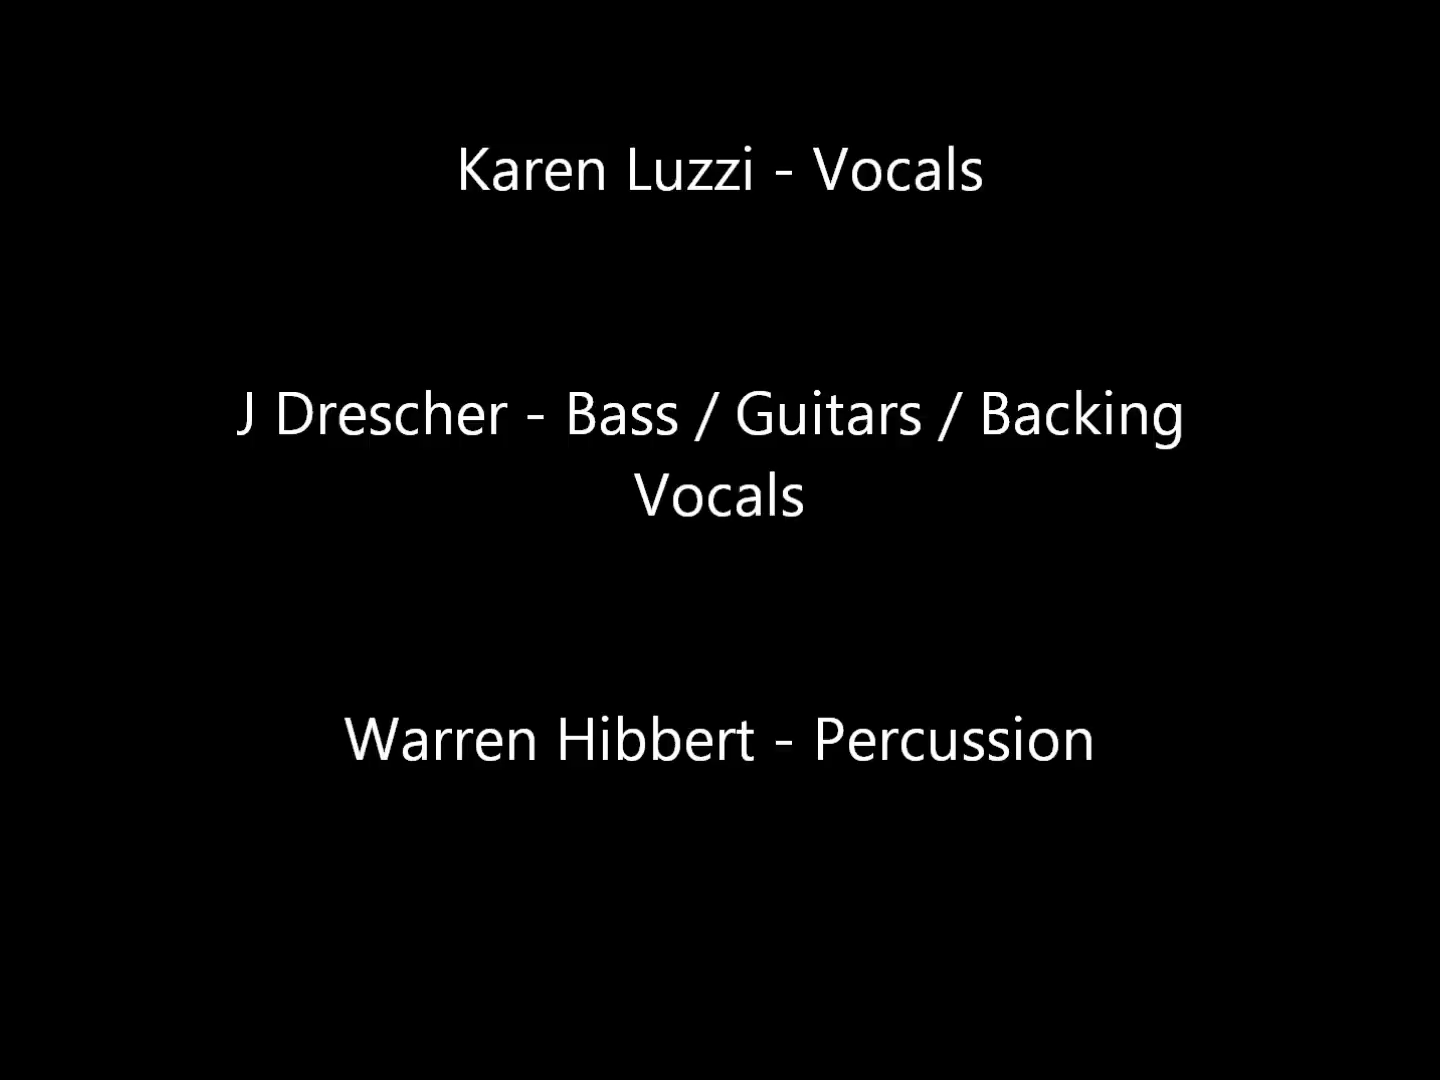 Karen Luzzi - Vocals
J Drescher - Bass / Guitars / Backing
Vocals
Warren Hibbert - Percussion